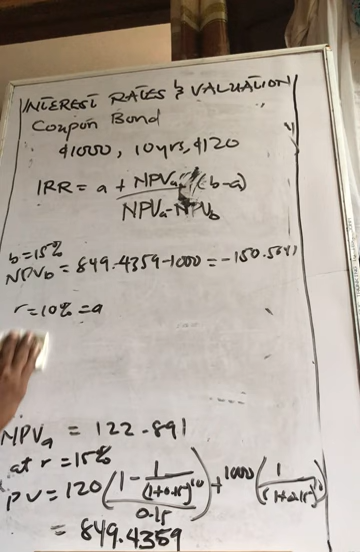 INTEREST RATES & VALUATION
Coupon Bond
$1000, 10yrs, $120
IRR = a + NPVa (b-a)
NPVa-NPVb
b=15%
NPVb = 849.4359-1000 = -150.5641
r=10%=a
NPVa = 122.891
at r = 15%
PV = 120(1 - 1/(1+0.15)^10 / 0.15) + 1000(1/(1+0.15)^10)
= 849.4359